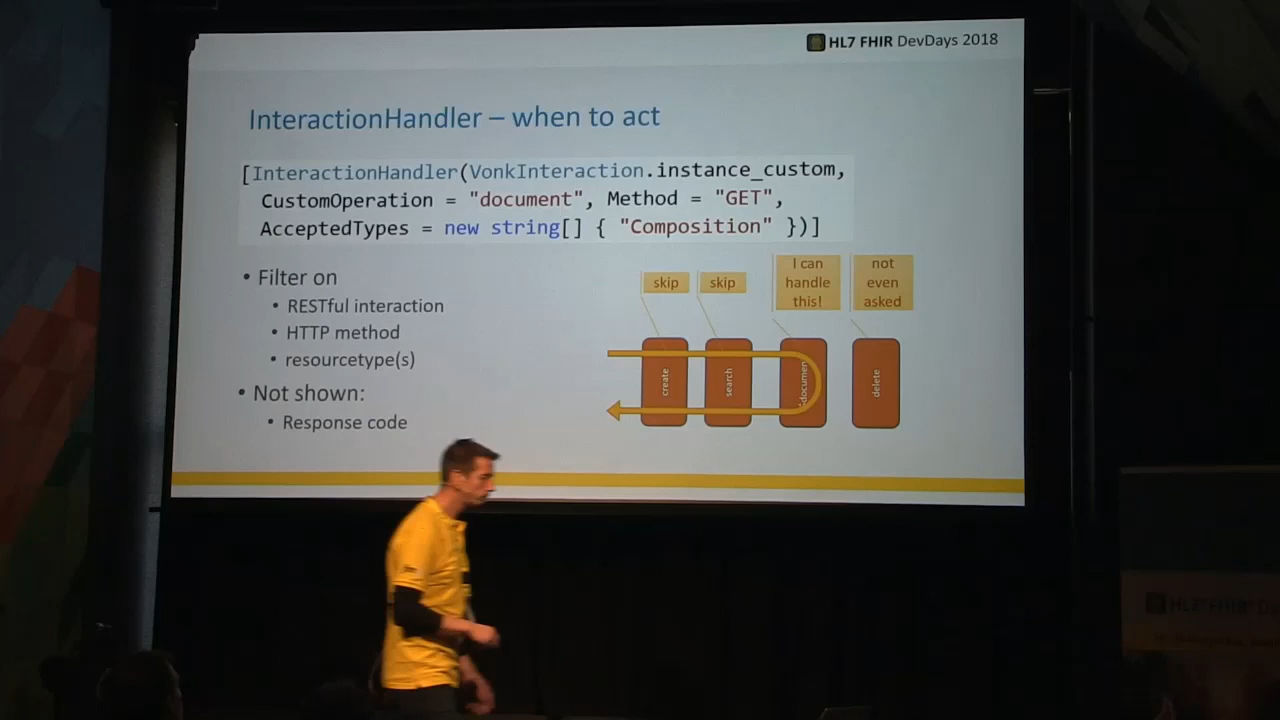 HL7 FHIR DevDays 2018
InteractionHandler – when to act
[InteractionHandler(VonkInteraction.instance_custom,
CustomOperation = "document", Method = "GET",
AcceptedTypes = new string[] { "Composition" })]
• Filter on
• RESTful interaction
• HTTP method
• resourcetype(s)
• Not shown:
• Response code
skip
skip
I can
handle
this!
not
even
asked
create
search
delete
HL7 FHIR